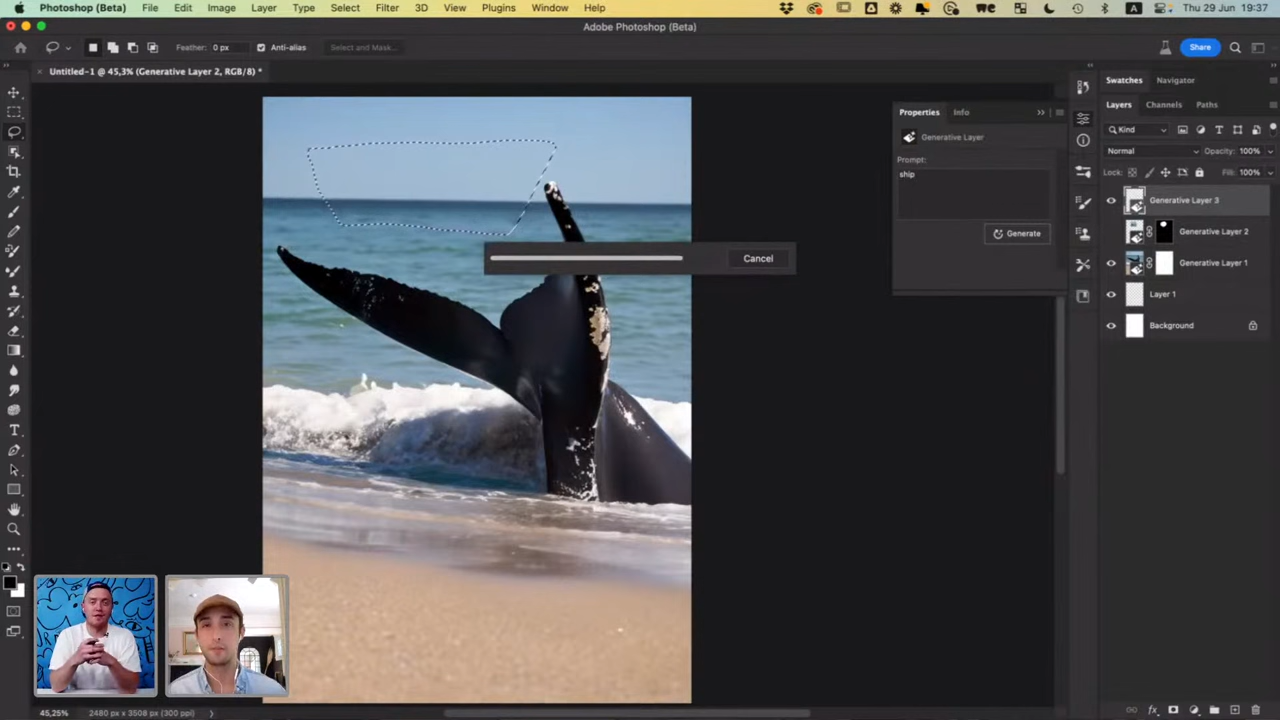 Photoshop (Beta) File Edit Image Layer Type Select Filter 3D View Plugins Window Help A Thu 29 Jun 19:37
Adobe Photoshop (Beta)
Feather: 0 px Anti-alias Select and Mask... Share
Untitled-1 @ 45,3% (Generative Layer 2, RGB/8) *
Swatches Navigator
Properties Info
Layers Channels Paths
Generative Layer
Kind
Prompt:
Normal Opacity: 100%
ship
Lock: Fill: 100%
Generative Layer 3
Generate
Generative Layer 2
Cancel
Generative Layer 1
Layer 1
Background
45,25% 2480 px x 3508 px (300 ppi)